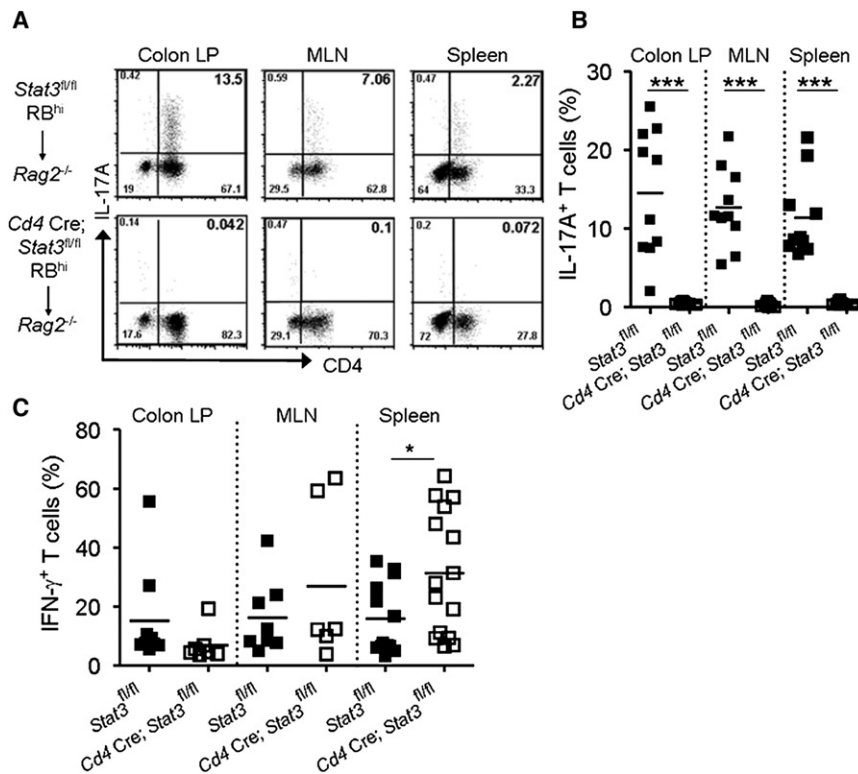 A
Colon LP MLN Spleen
Stat3fl/fl
RBhi
Rag2-/-
0.42 13.5
19 67.1
0.59 7.06
29.5 62.8
0.47 2.27
64 33.3
Cd4 Cre;
Stat3fl/fl
RBhi
Rag2-/-
0.14 0.042
17.6 82.3
0.47 0.1
29.1 70.3
0.2 0.072
72 27.8
IL-17A
CD4
B
Colon LP MLN Spleen
*** *** ***
IL-17A+ T cells (%)
30
20
10
0
Stat3fl/fl
Cd4 Cre; Stat3fl/fl
Stat3fl/fl
Cd4 Cre; Stat3fl/fl
Stat3fl/fl
Cd4 Cre; Stat3fl/fl
C
Colon LP MLN Spleen
*
IFN-γ+ T cells (%)
80
60
40
20
0
Stat3fl/fl
Cd4 Cre; Stat3fl/fl
Stat3fl/fl
Cd4 Cre; Stat3fl/fl
Stat3fl/fl
Cd4 Cre; Stat3fl/fl